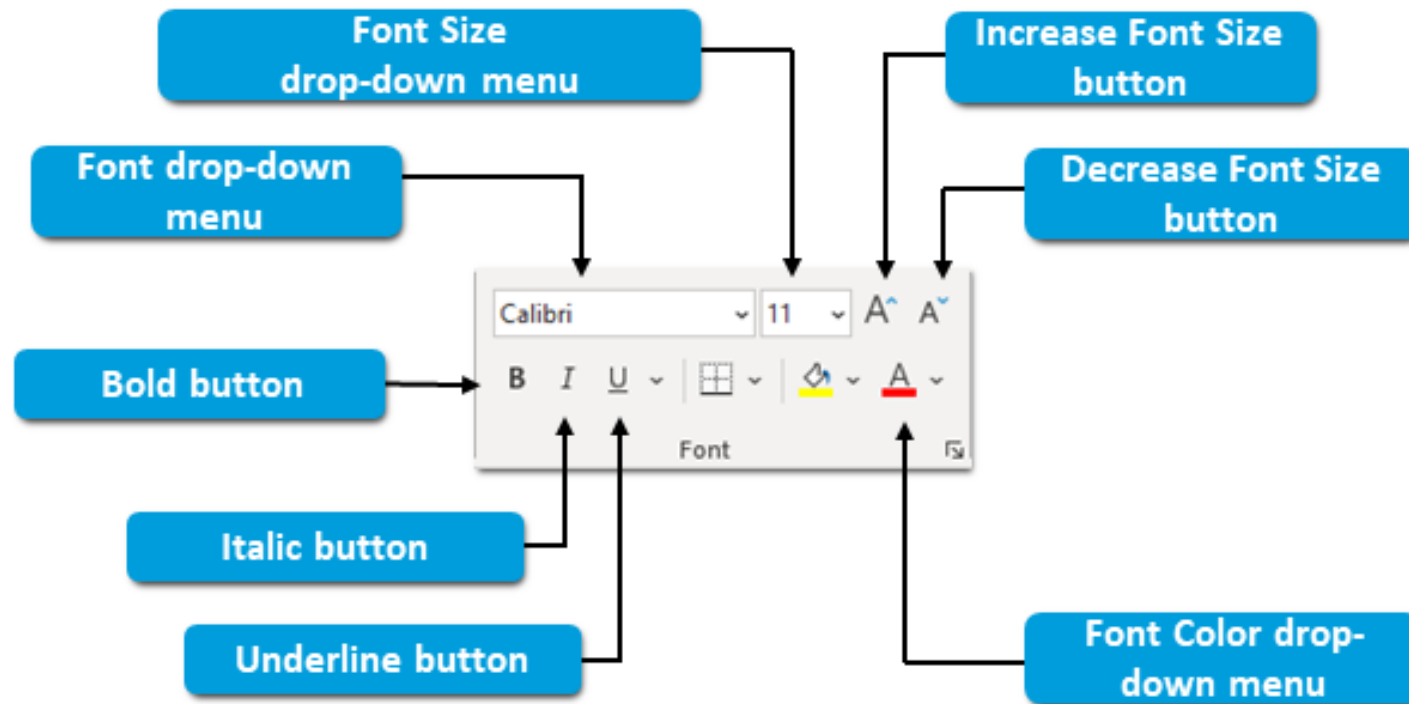 Font Size
drop-down menu
Increase Font Size
button
Font drop-down
menu
Decrease Font Size
button
Calibri
11
A
A
Bold button
B
I
U
A
Font
Italic button
Underline button
Font Color drop-
down menu